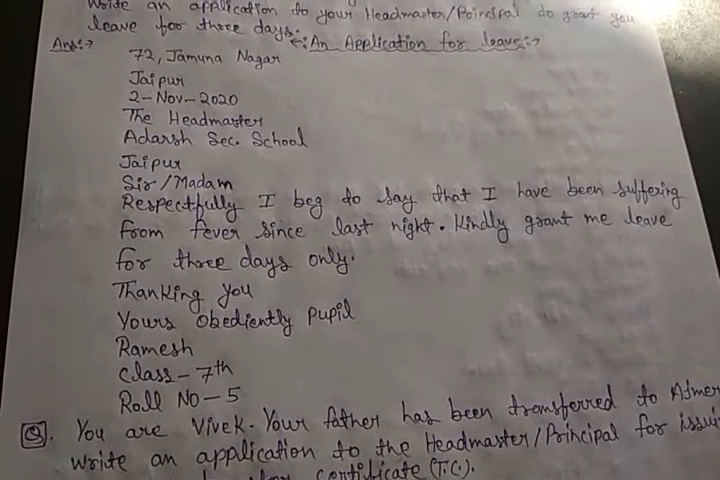 Write an application to your Headmaster/Poincipal do grant you
leave for three days.
Ans:→ ←: An Application for leave:→
72, Jamuna Nagar
Jaipur
2-Nov-2020
The Headmaster
Adarsh Sec. School
Jaipur
Sir/Madam
Respectfully I beg to say that I have been suffering
from fever since last night. Kindly grant me leave
for three days only.
Thanking you
Yours Obediently Pupil
Ramesh
Class-7th
Roll NO-5
Q. You are Vivek. Your father has been transferred to Ajmer
write an application to the Headmaster/Principal for issui
certificate (T.C.).